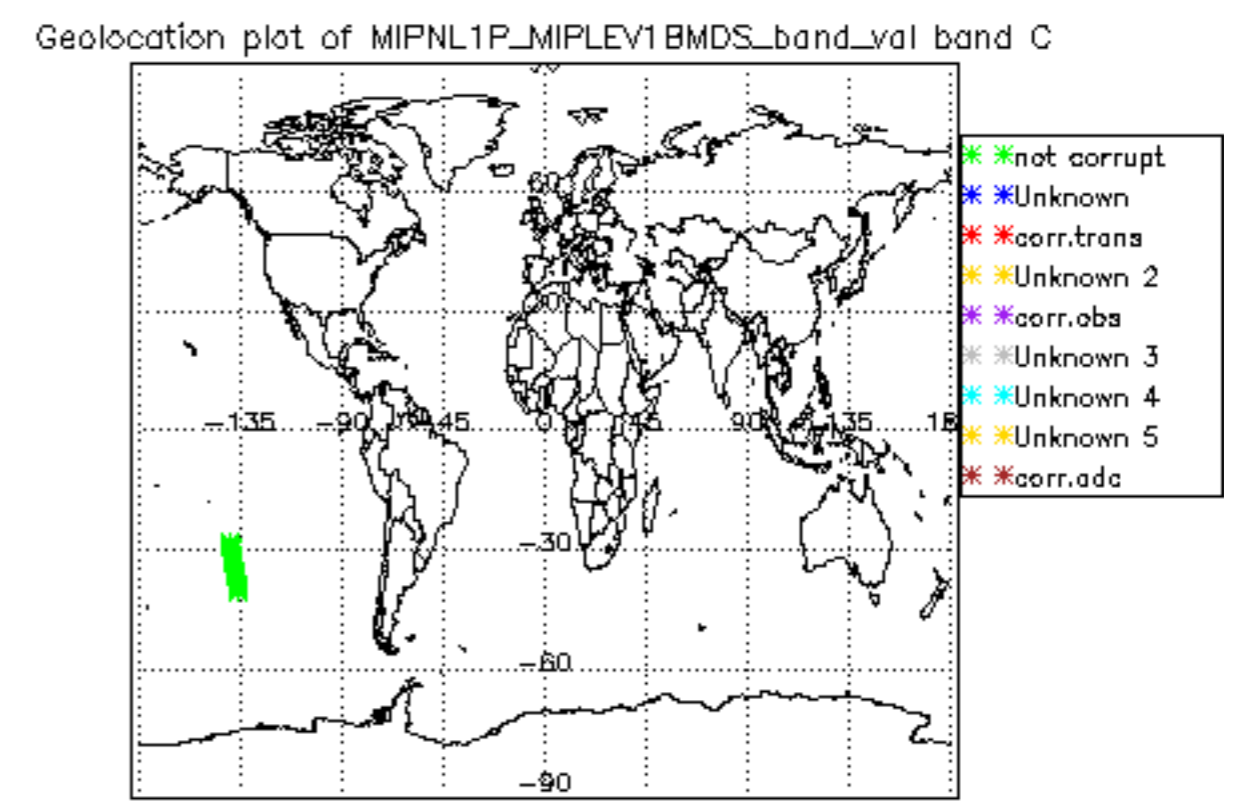 Geolocation plot of MIPNL1P_MIPLEV1BMDS_band_val band C
not corrupt
Unknown
corr.trans
Unknown 2
corr.obs
Unknown 3
Unknown 4
Unknown 5
corr.adc
60
-135 -90 -45 0 45 90 135
-30
-60
-90